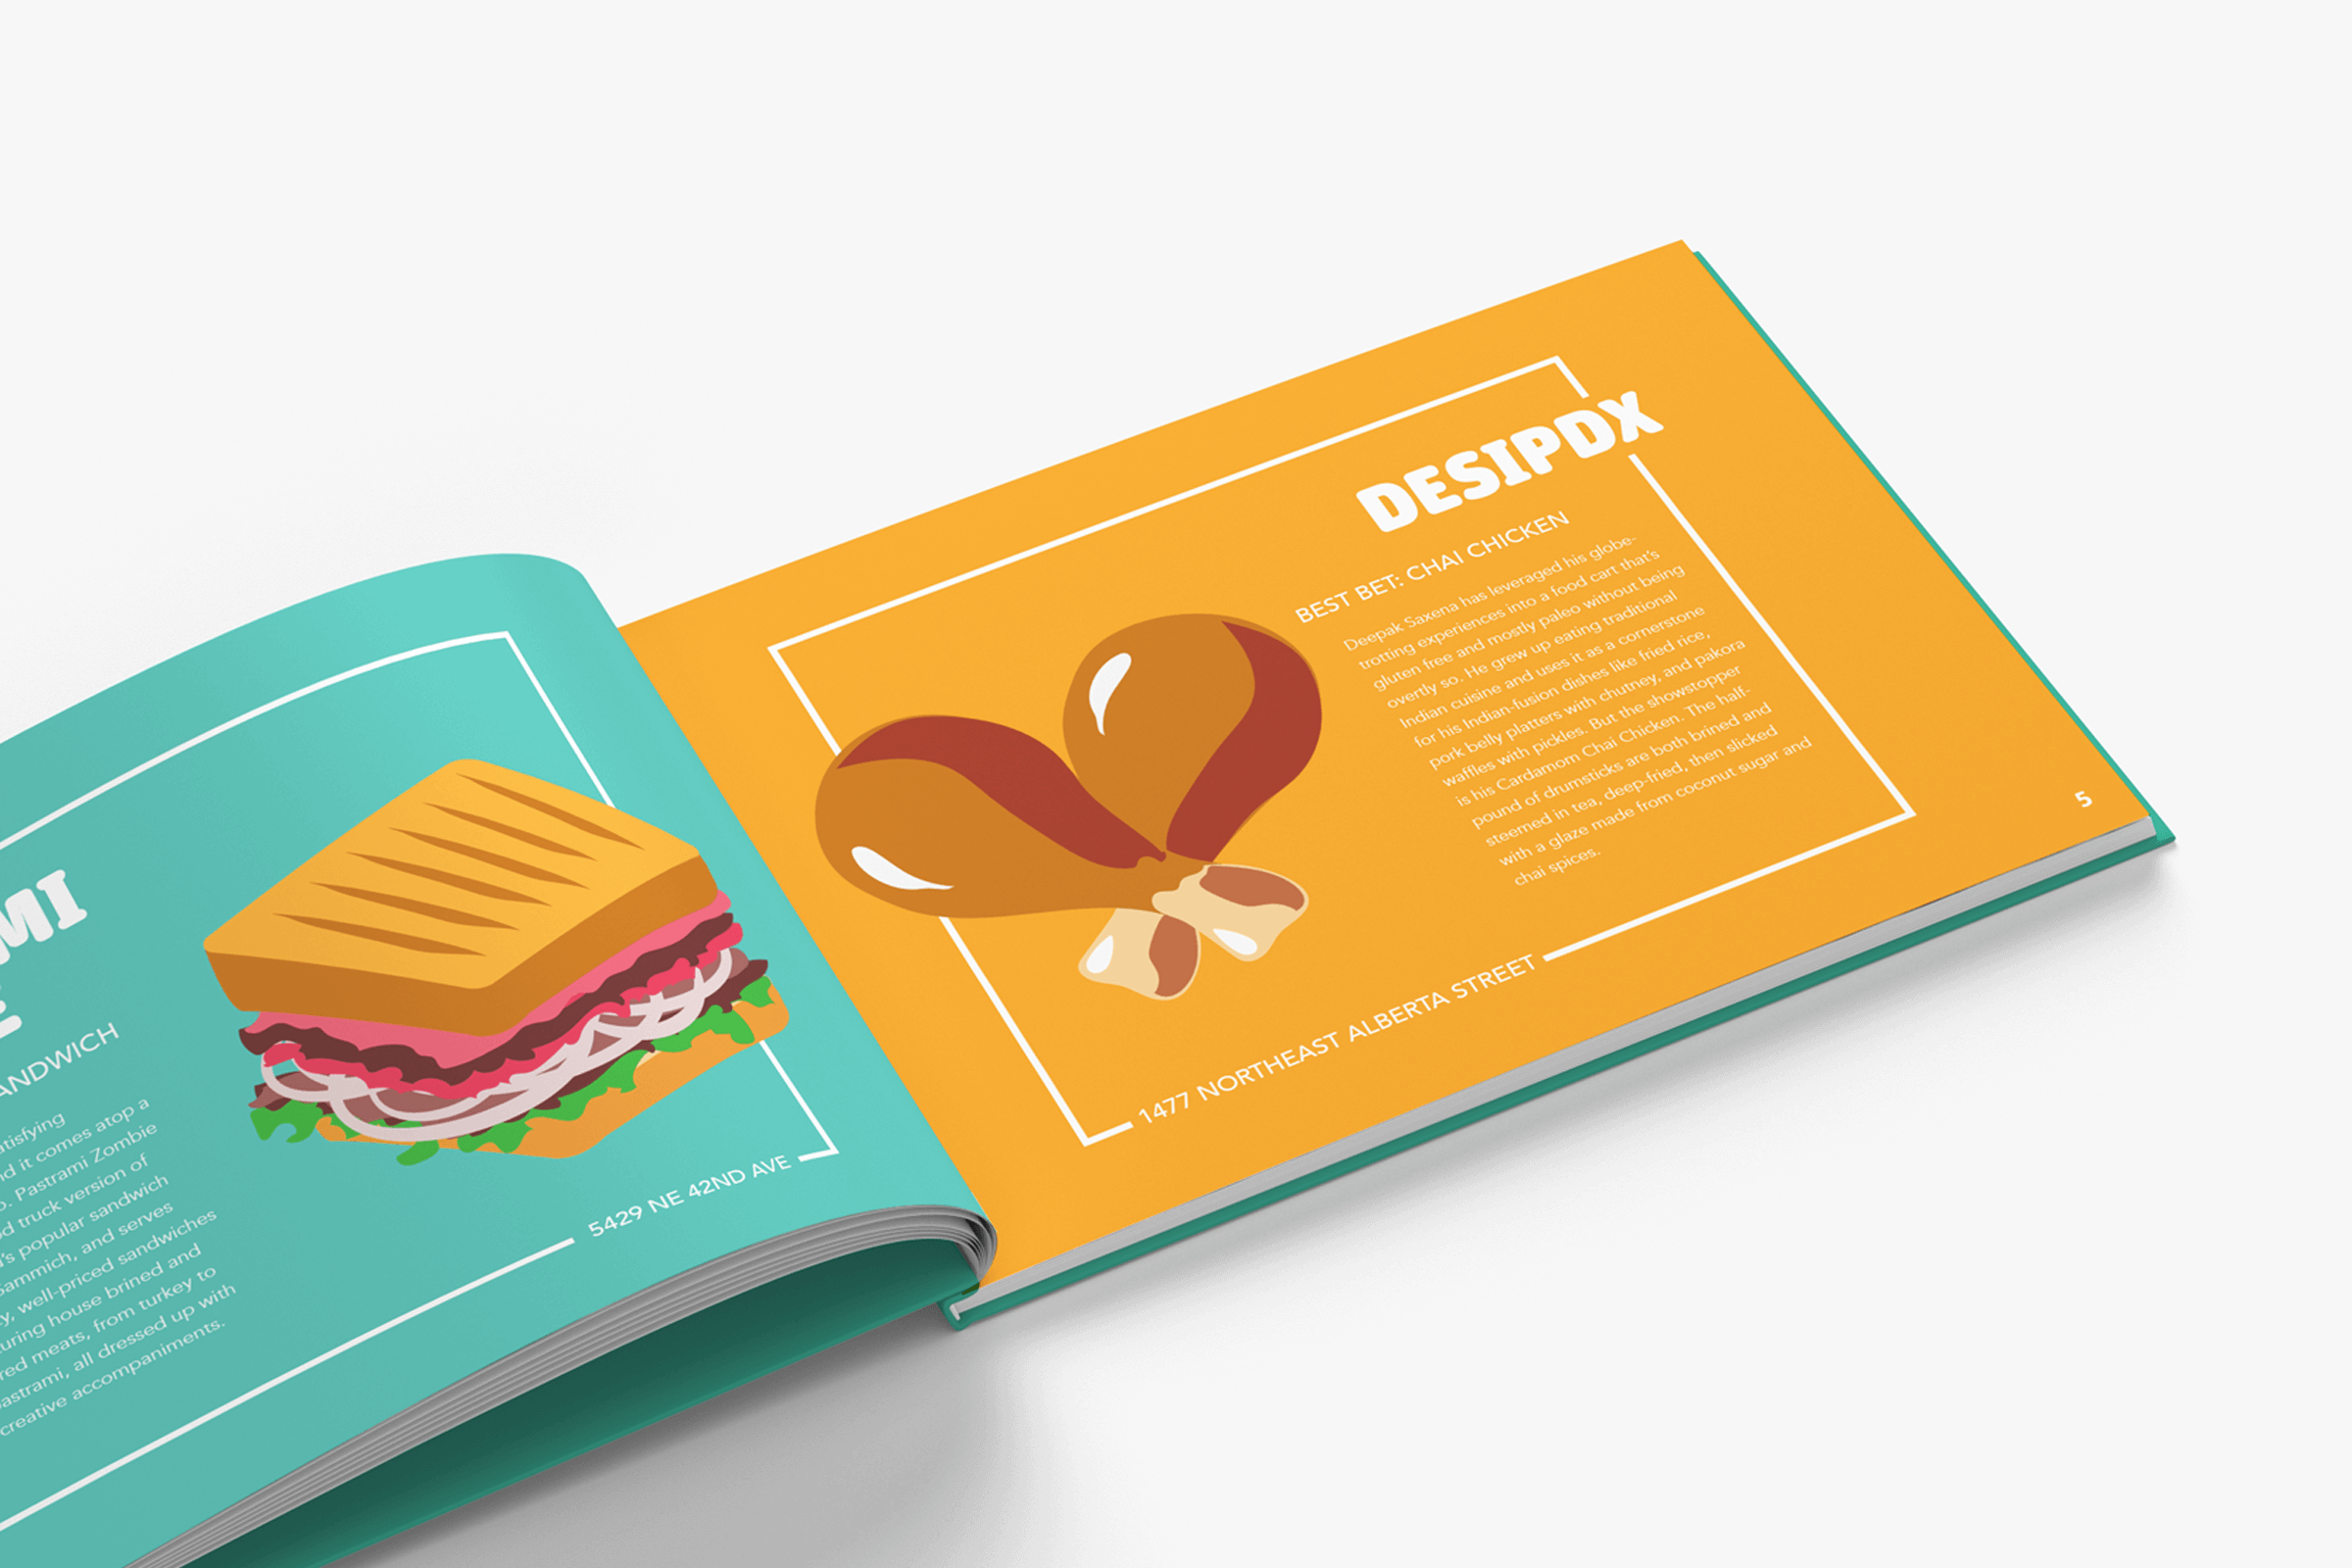 MI
ANDWICH
atisfying
nd it comes atop a
o. Pastrami Zombie
d truck version of
's popular sandwich
Sammich, and serves
y, well-priced sandwiches
uring house brined and
red meats, from turkey to
astrami, all dressed up with
creative accompaniments.
5429 NE 42ND AVE
DESIPDX
BEST BET: CHAI CHICKEN
Deepak Saxena has leveraged his globe-
trotting experiences into a food cart that's
gluten free and mostly paleo without being
overtly so. He grew up eating traditional
Indian cuisine and uses it as a cornerstone
for his Indian-fusion dishes like fried rice,
pork belly platters with chutney, and pakora
waffles with pickles. But the showstopper
is his Cardamom Chai Chicken. The half-
pound of drumsticks are both brined and
steemed in tea, deep-fried, then slicked
with a glaze made from coconut sugar and
chai spices.
1477 NORTHEAST ALBERTA STREET
5